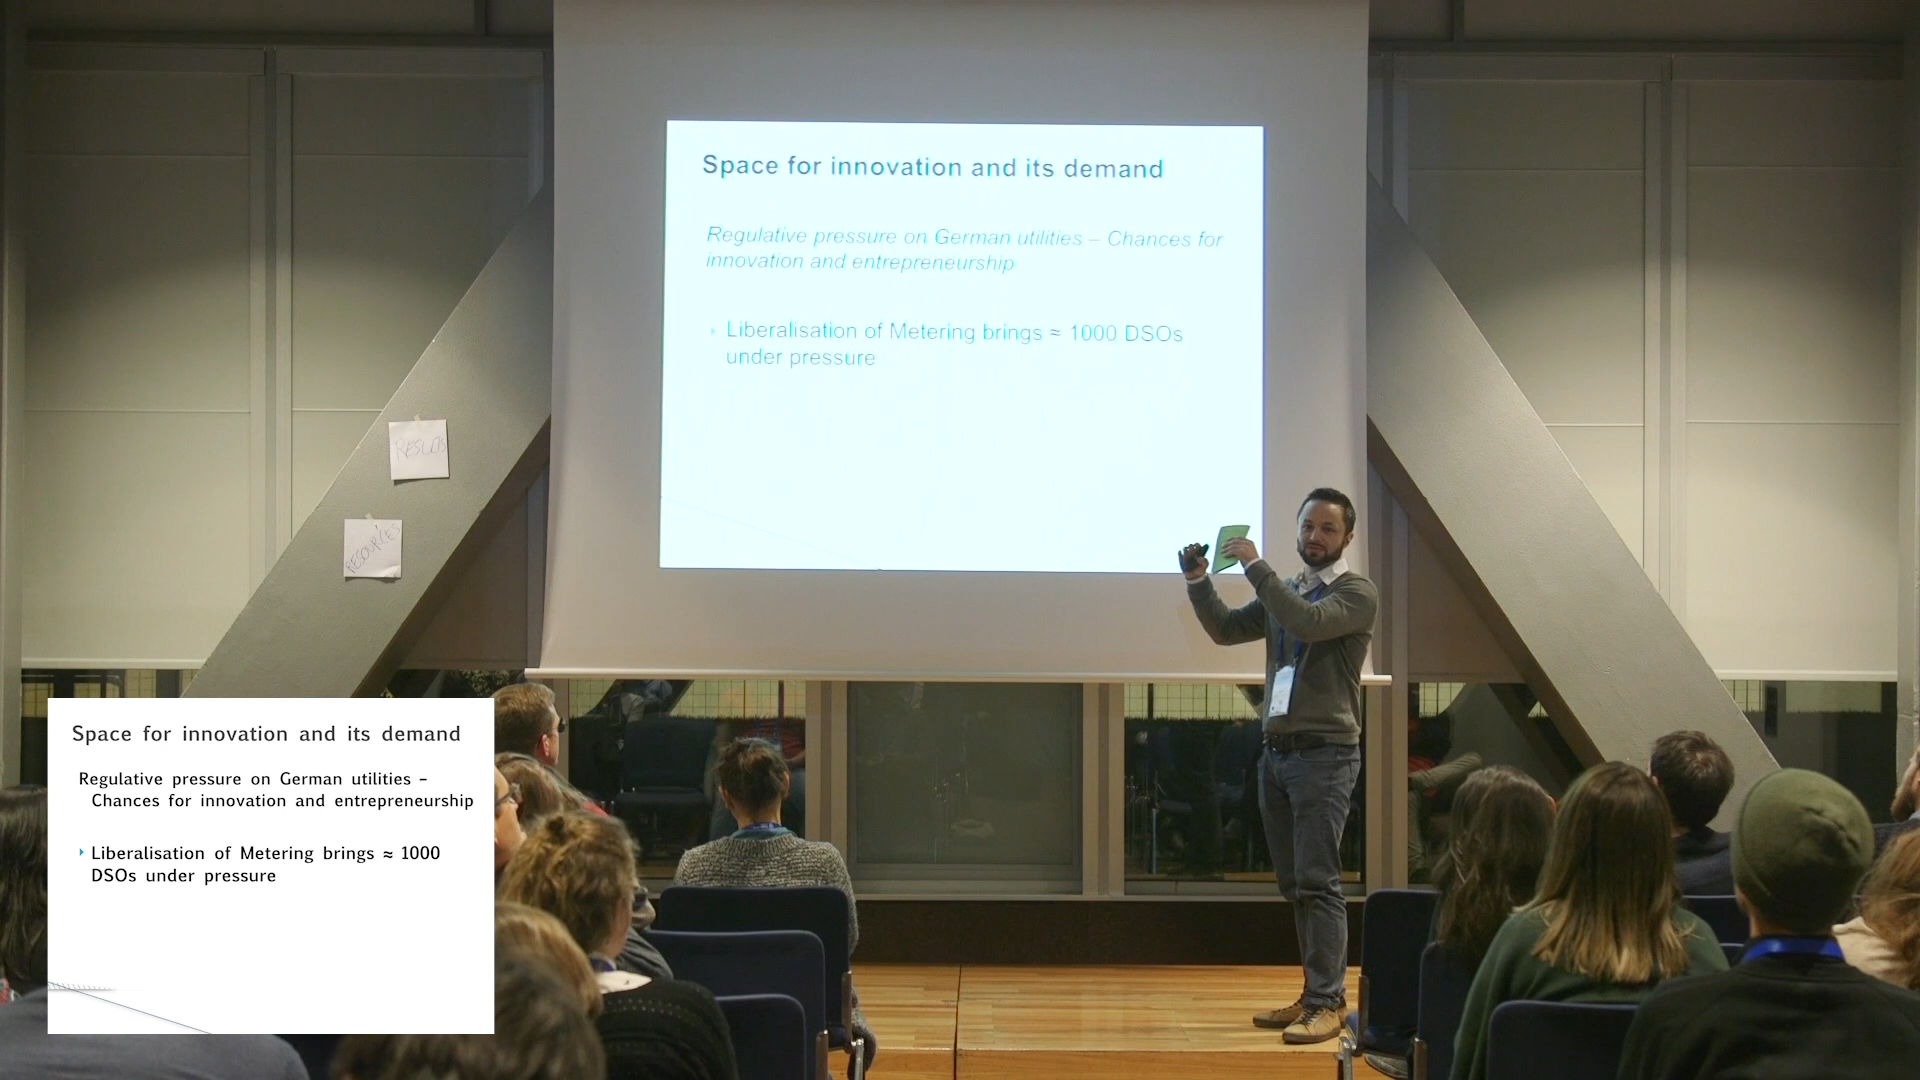 Space for innovation and its demand
Regulative pressure on German utilities – Chances for
innovation and entrepreneurship
Liberalisation of Metering brings ≈ 1000 DSOs
under pressure
RESOURCES
Space for innovation and its demand
Regulative pressure on German utilities –
Chances for innovation and entrepreneurship
Liberalisation of Metering brings ≈ 1000
DSOs under pressure